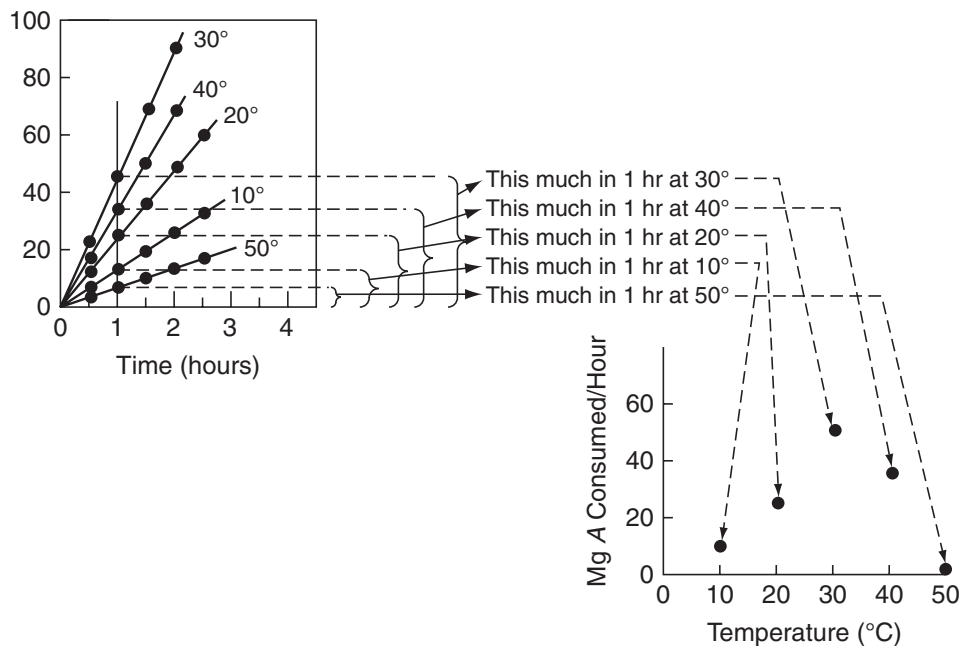 100
80
60
40
20
0
0 1 2 3 4
Time (hours)
30°
40°
20°
10°
50°
This much in 1 hr at 30°
This much in 1 hr at 40°
This much in 1 hr at 20°
This much in 1 hr at 10°
This much in 1 hr at 50°
Mg A Consumed/Hour
60
40
20
0
0 10 20 30 40 50
Temperature (°C)